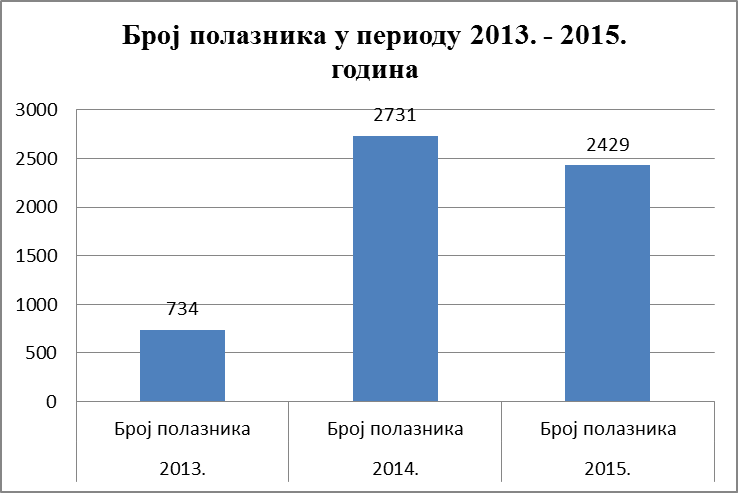 Број полазника у периоду 2013. - 2015.
година
3000
2500
2000
1500
1000
500
0
734
2731
2429
Број полазника
Број полазника
Број полазника
2013.
2014.
2015.